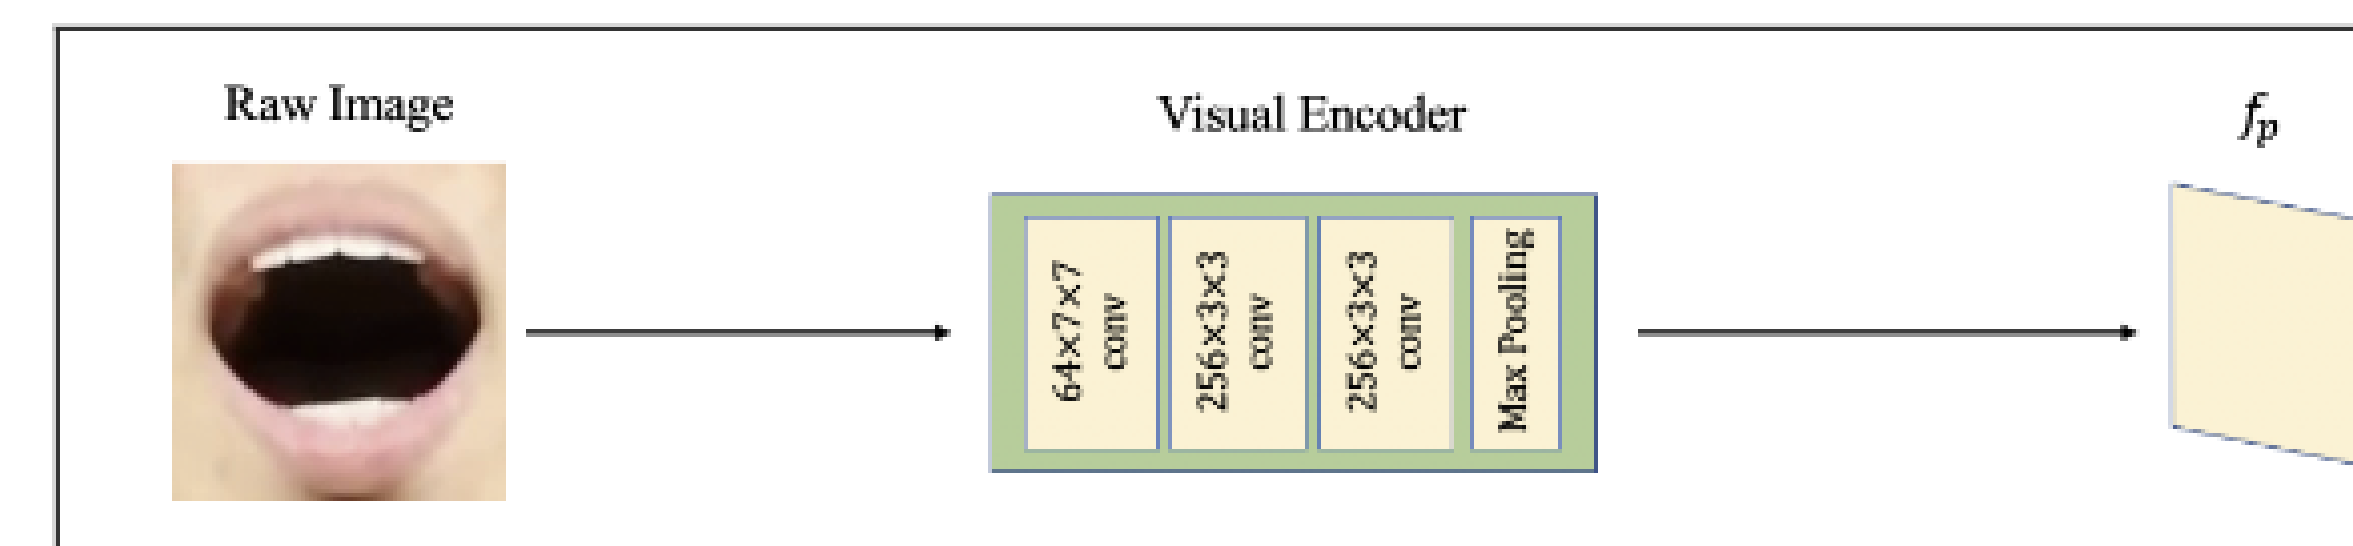 Raw Image
Visual Encoder
fₚ
64×7×7
conv
256×3×3
conv
256×3×3
conv
Max Pooling